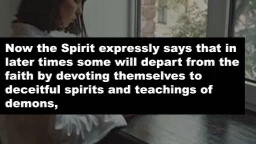 Now the Spirit expressly says that in
later times some will depart from the
faith by devoting themselves to
deceitful spirits and teachings of
demons,